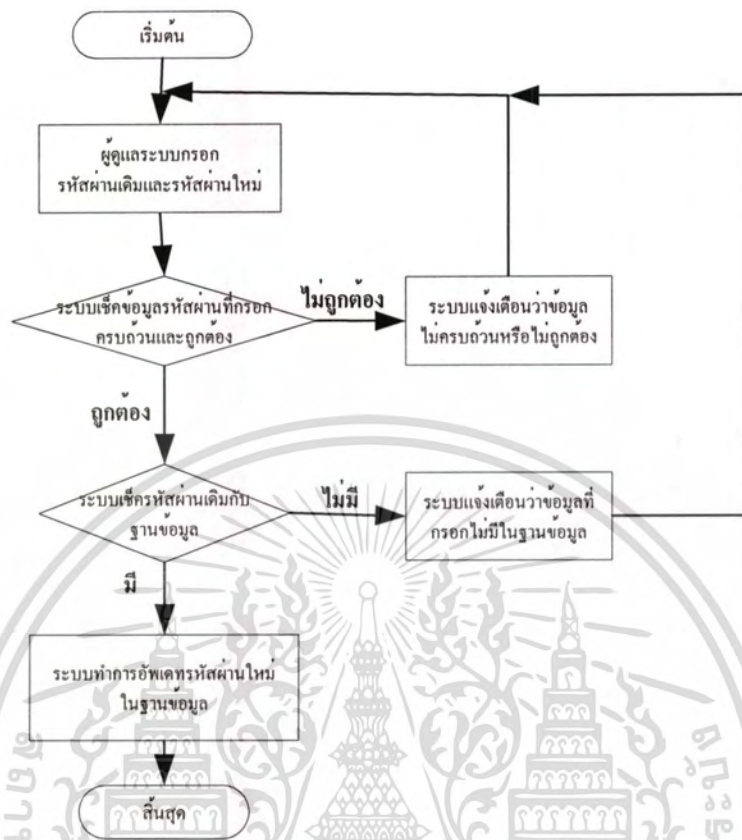 เริ่มต้น
ผู้ดูแลระบบกรอก
รหัสผ่านเดิมและรหัสผ่านใหม่
ระบบเช็คข้อมูลรหัสผ่านที่กรอก
ครบถ้วนและถูกต้อง
ไม่ถูกต้อง
ระบบแจ้งเตือนว่าข้อมูล
ไม่ครบถ้วนหรือไม่ถูกต้อง
ถูกต้อง
ระบบเช็ครหัสผ่านเดิมกับ
ฐานข้อมูล
ไม่มี
ระบบแจ้งเตือนว่าข้อมูลที่
กรอกไม่มีในฐานข้อมูล
มี
ระบบทำการอัพเดทรหัสผ่านใหม่
ในฐานข้อมูล
สิ้นสุด